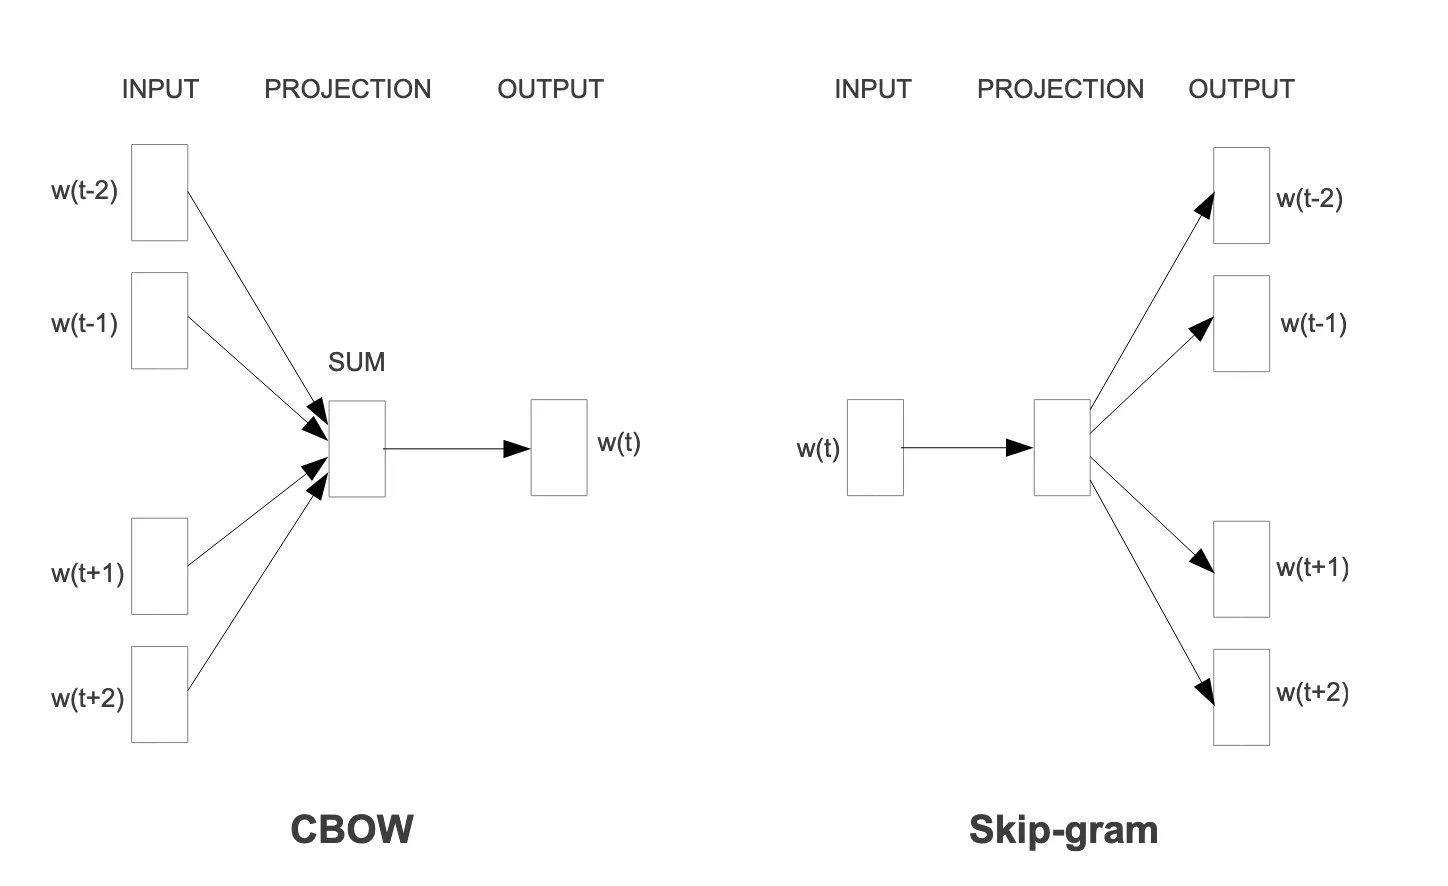 INPUT PROJECTION OUTPUT
w(t-2)
w(t-1)
SUM
w(t)
w(t+1)
w(t+2)
CBOW
INPUT PROJECTION OUTPUT
w(t-2)
w(t-1)
w(t)
w(t+1)
w(t+2)
Skip-gram